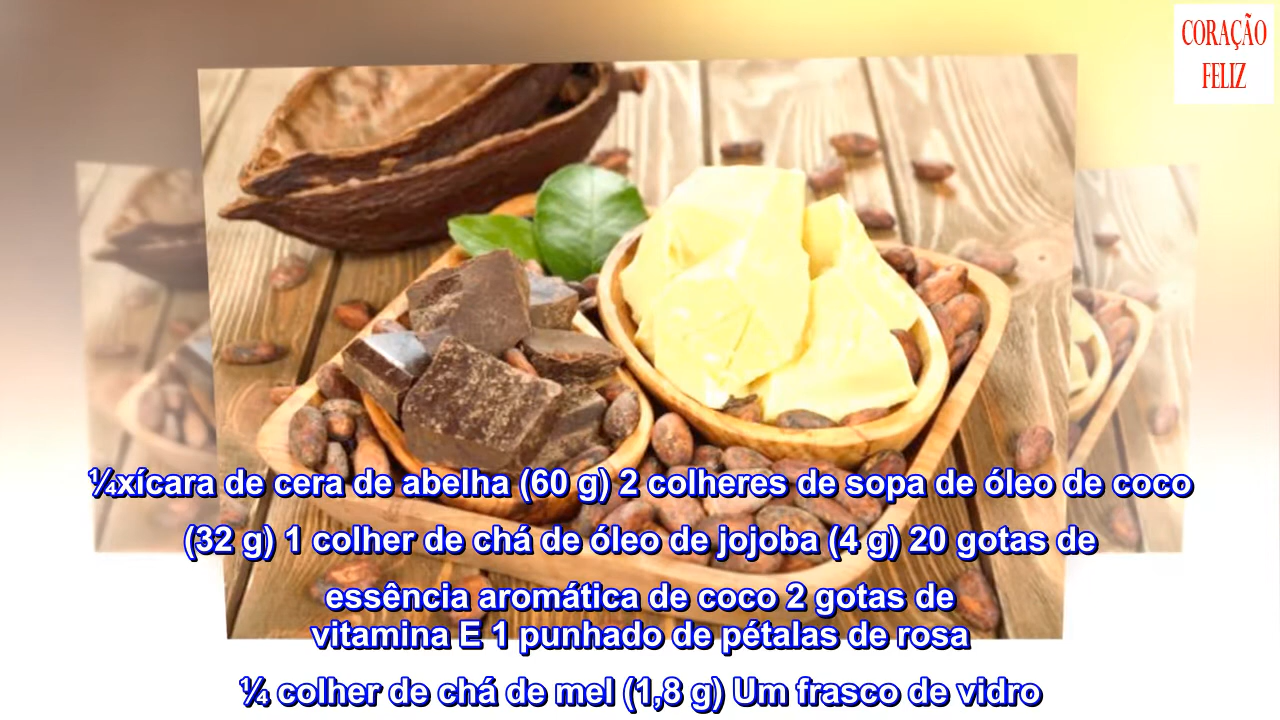 CORAÇÃO
FELIZ
¼xícara de cera de abelha (60 g) 2 colheres de sopa de óleo de coco
(32 g) 1 colher de chá de óleo de jojoba (4 g) 20 gotas de
essência aromática de coco 2 gotas de
vitamina E 1 punhado de pétalas de rosa
¼ colher de chá de mel (1,8 g) Um frasco de vidro